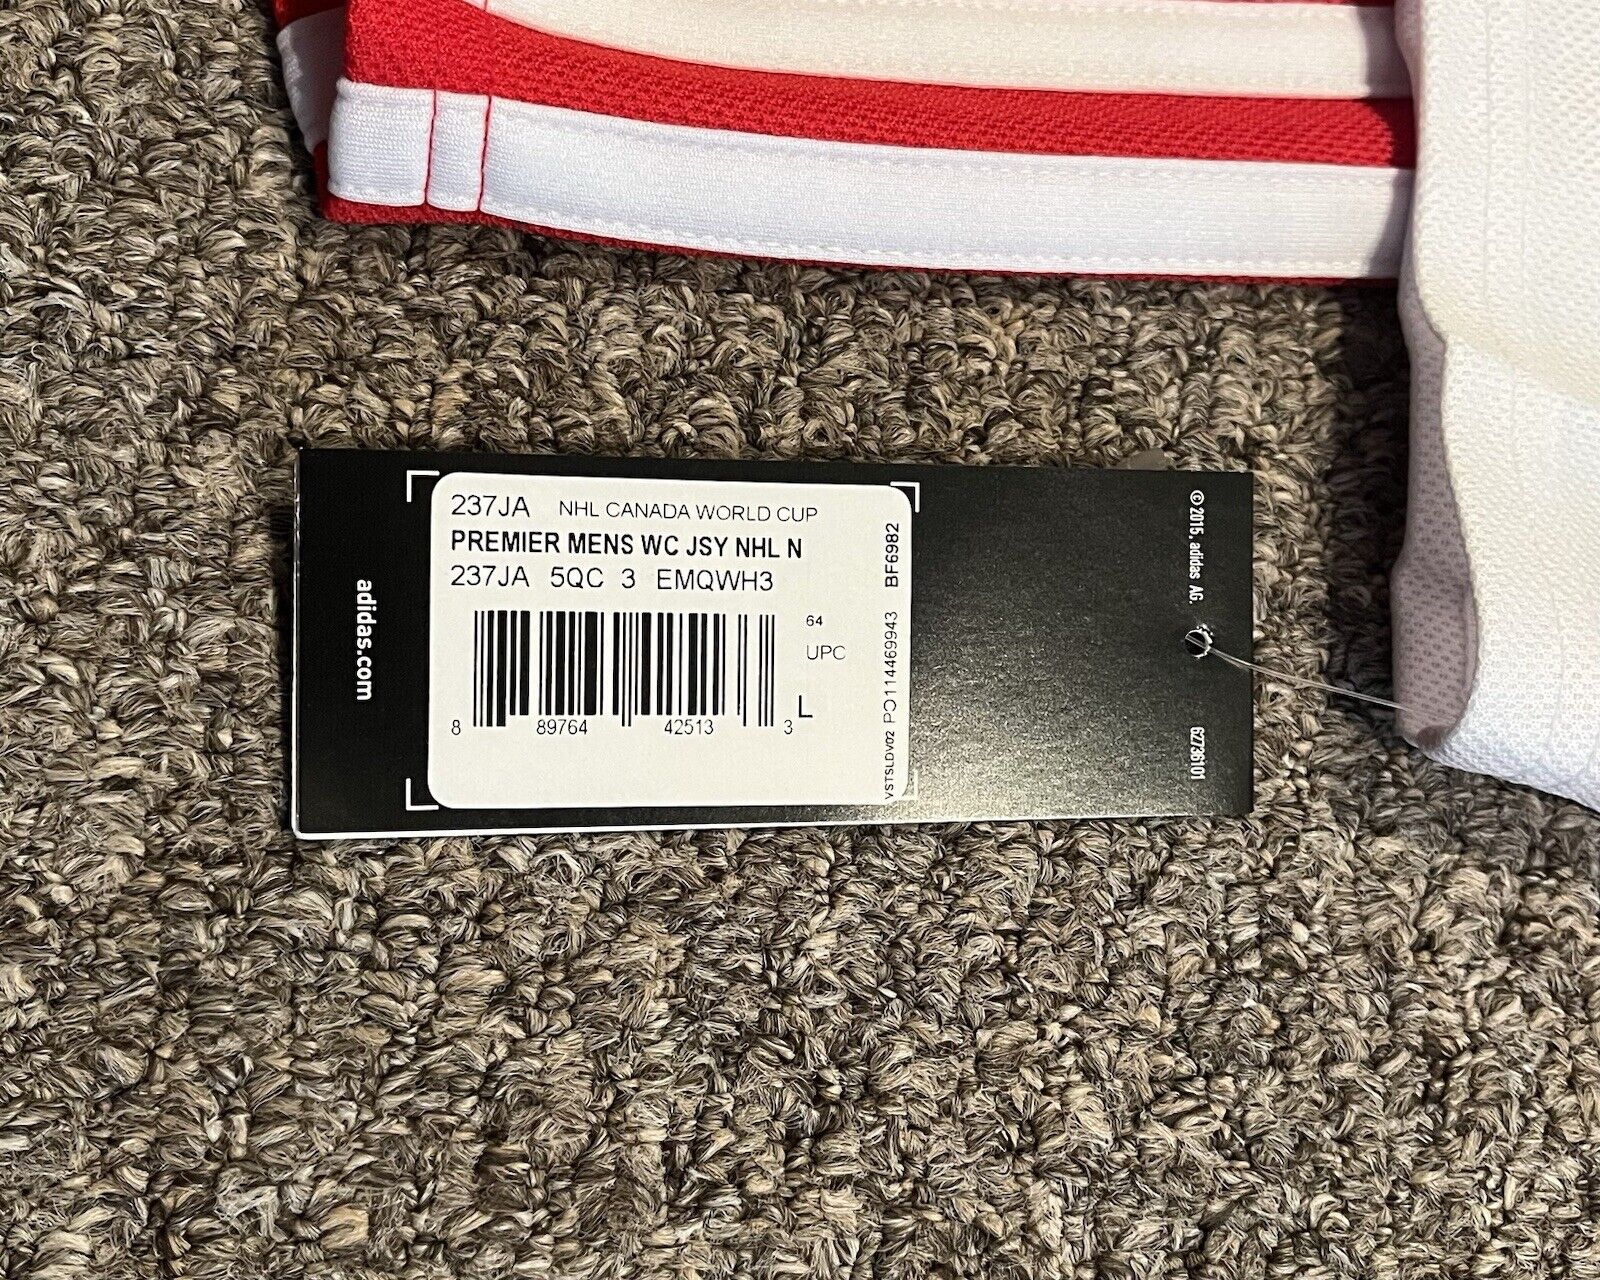 adidas.com
237JA NHL CANADA WORLD CUP
PREMIER MENS WC JSY NHL N
237JA 5QC 3 EMQWH3
64
UPC
L
8 89764 42513 3
VSTSLDV02 PO114469943 BF6982
© 2015, adidas AG.
62736101